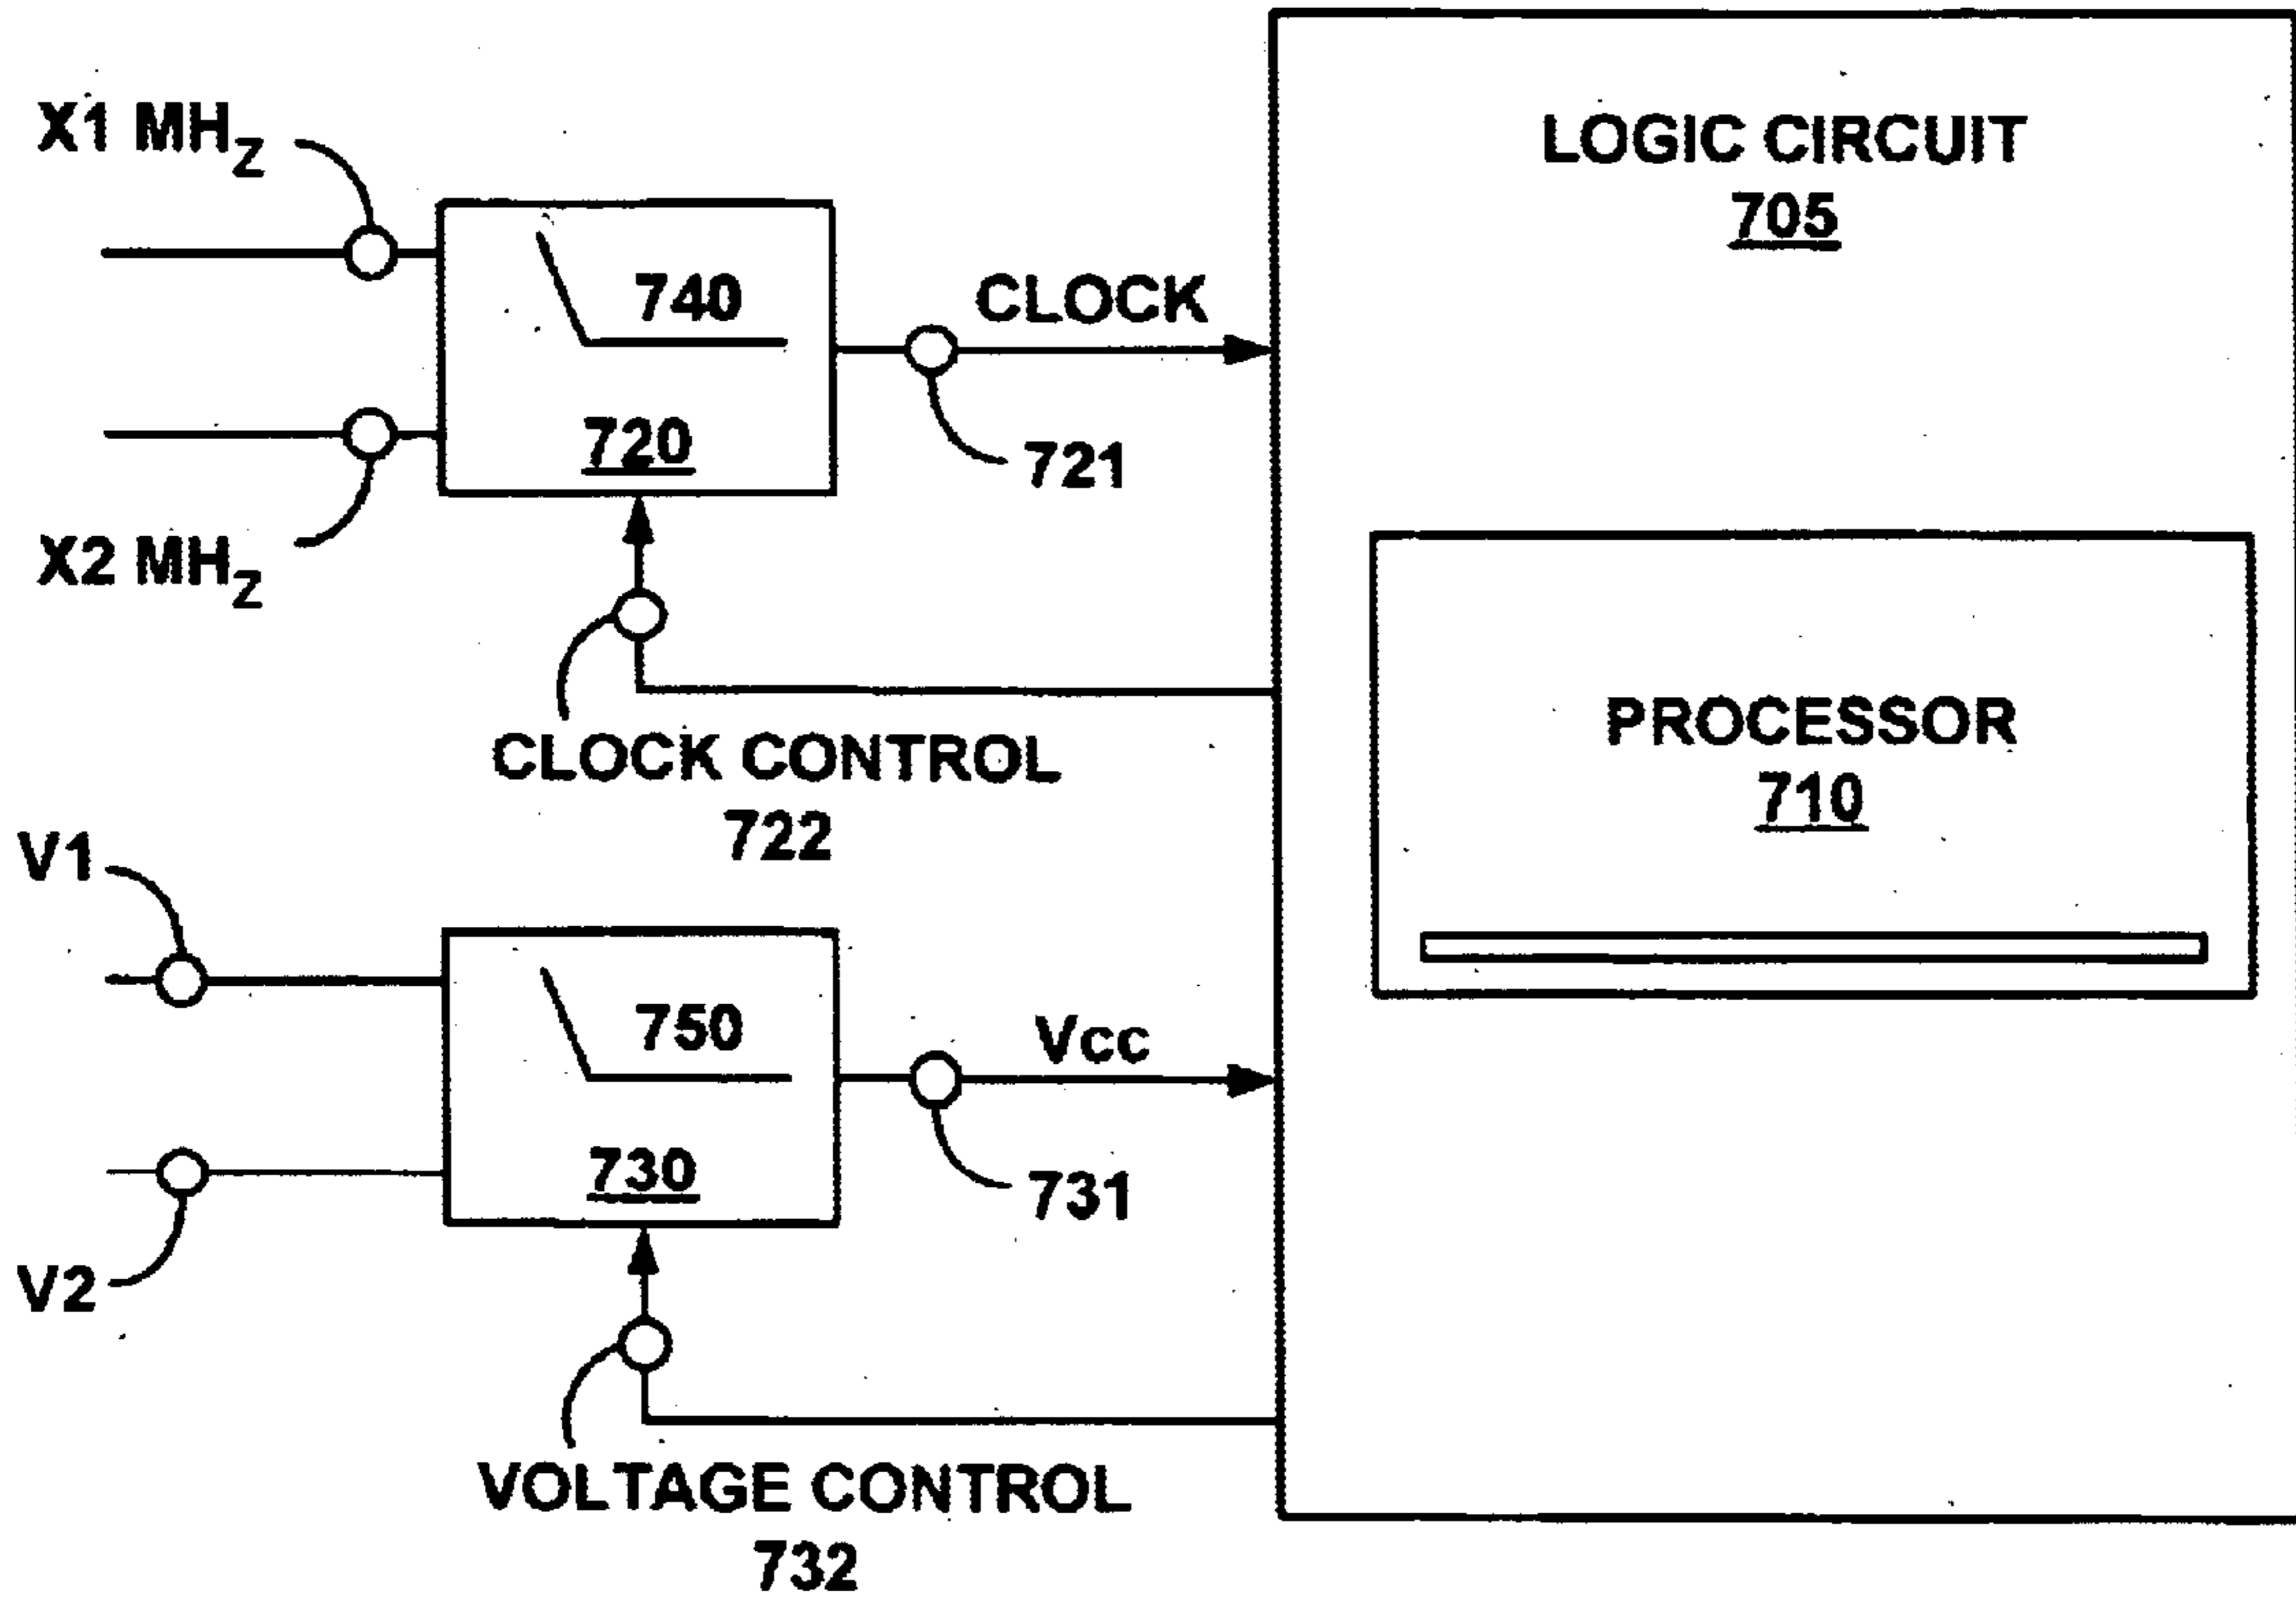 X1 MHZ
LOGIC CIRCUIT
705
740
CLOCK
720
721
X2 MHZ
PROCESSOR
710
CLOCK CONTROL
722
V1
750
Vcc
730
731
V2
VOLTAGE CONTROL
732